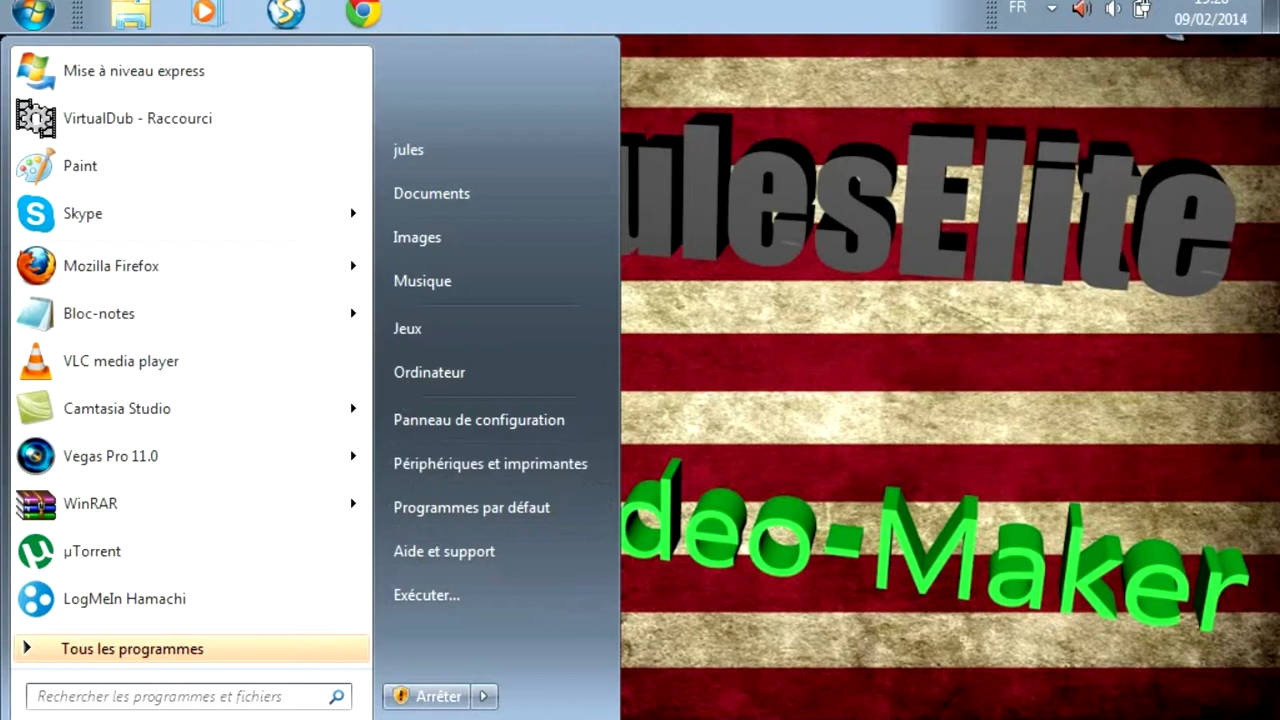 FR
09/02/2014
Mise à niveau express
VirtualDub - Raccourci
Paint
Skype
Mozilla Firefox
Bloc-notes
VLC media player
Camtasia Studio
Vegas Pro 11.0
WinRAR
µTorrent
LogMeIn Hamachi
Tous les programmes
Rechercher les programmes et fichiers
jules
Documents
Images
Musique
Jeux
Ordinateur
Panneau de configuration
Périphériques et imprimantes
Programmes par défaut
Aide et support
Exécuter...
Arrêter
ulesElite
deo-Maker